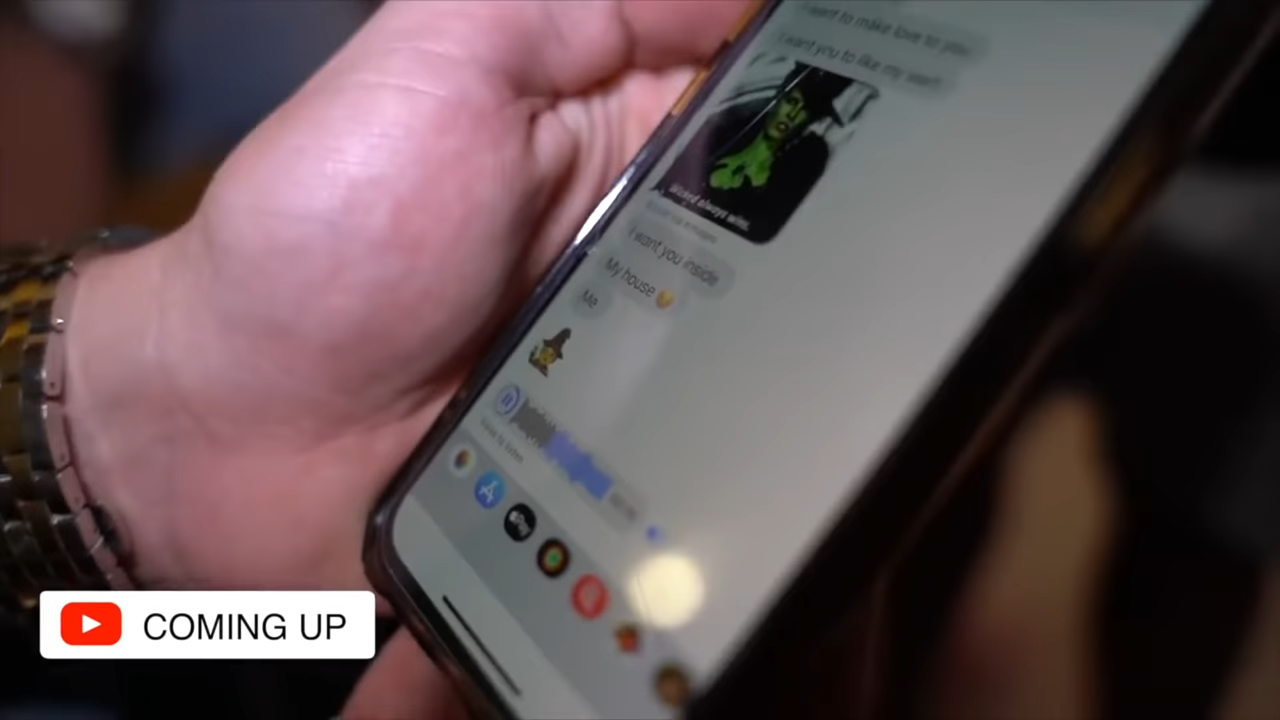 I want to make love to you
I want you to like my
Wicked always wins.
I want you inside
My house
Me
COMING UP